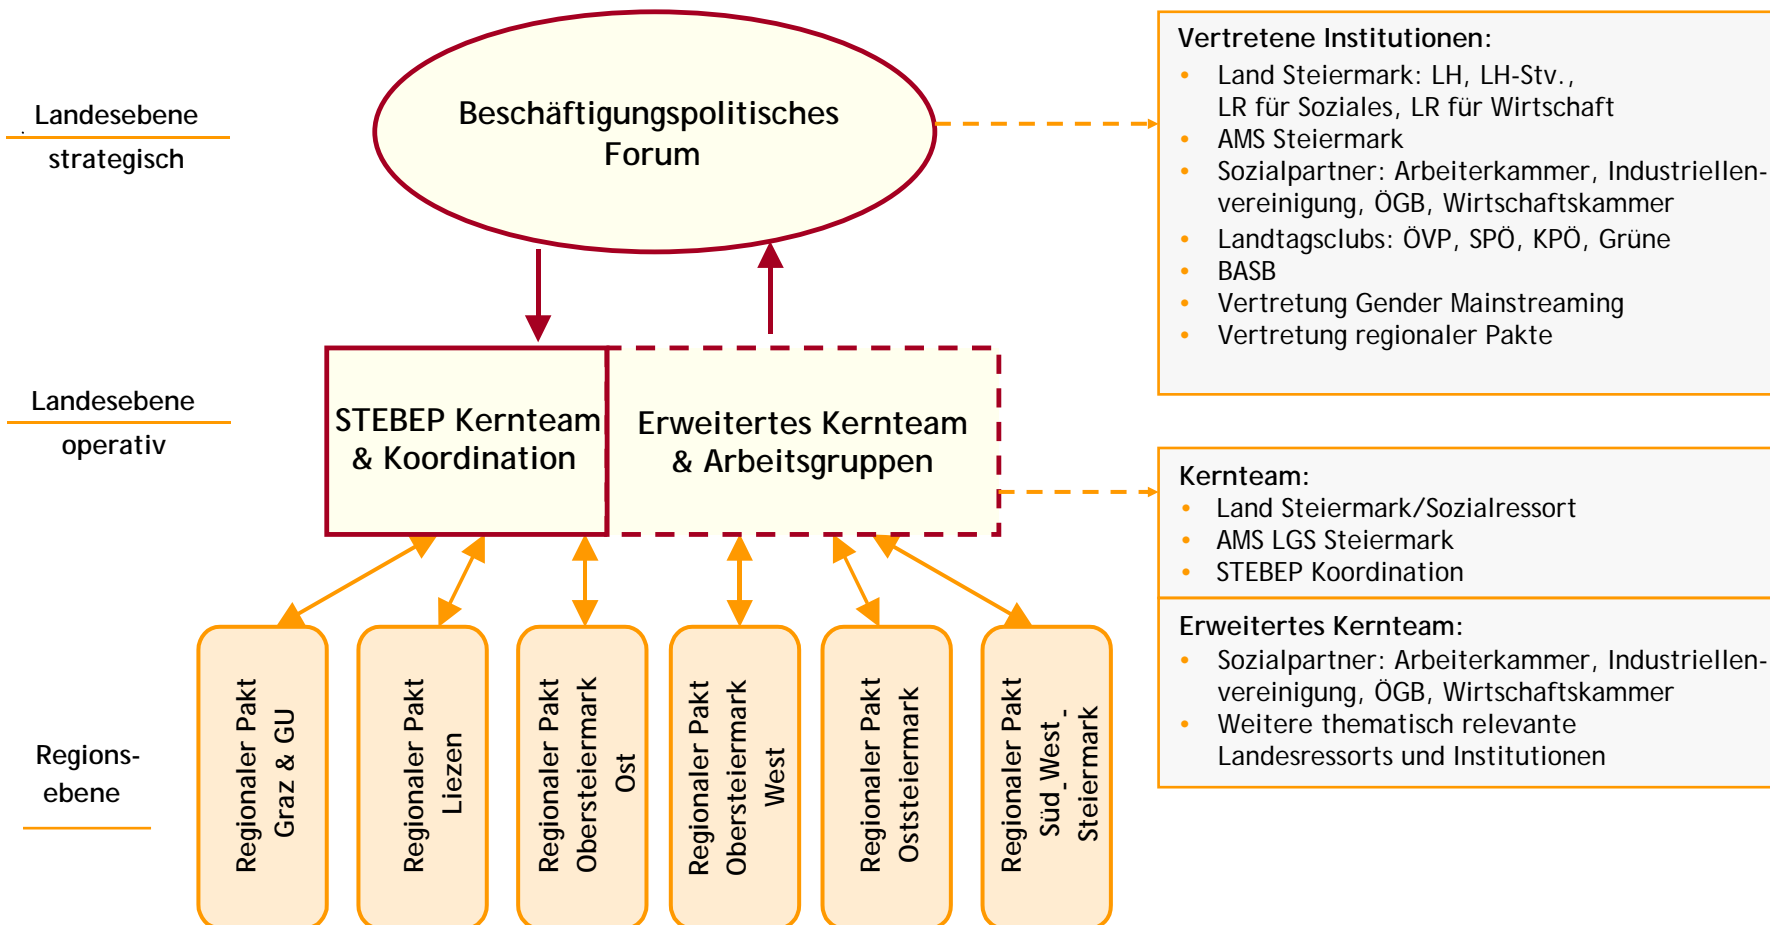 Landesebene
strategisch
Beschäftigungspolitisches
Forum
Vertretene Institutionen:
• Land Steiermark: LH, LH-Stv.,
LR für Soziales, LR für Wirtschaft
• AMS Steiermark
• Sozialpartner: Arbeiterkammer, Industriellen-
vereinigung, ÖGB, Wirtschaftskammer
• Landtagsclubs: ÖVP, SPÖ, KPÖ, Grüne
• BASB
• Vertretung Gender Mainstreaming
• Vertretung regionaler Pakte
Landesebene
operativ
STEBEP Kernteam
& Koordination
Erweitertes Kernteam
& Arbeitsgruppen
Kernteam:
• Land Steiermark/Sozialressort
• AMS LGS Steiermark
• STEBEP Koordination
Erweitertes Kernteam:
• Sozialpartner: Arbeiterkammer, Industriellen-
vereinigung, ÖGB, Wirtschaftskammer
• Weitere thematisch relevante
Landesressorts und Institutionen
Regions-
ebene
Regionaler Pakt
Graz & GU
Regionaler Pakt
Liezen
Regionaler Pakt
Obersteiermark
Ost
Regionaler Pakt
Obersteiermark
West
Regionaler Pakt
Oststeiermark
Regionaler Pakt
Süd_West_
Steiermark